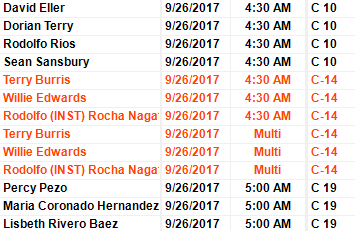 David Eller 9/26/2017 4:30 AM C 10
Dorian Terry 9/26/2017 4:30 AM C 10
Rodolfo Rios 9/26/2017 4:30 AM C 10
Sean Sansbury 9/26/2017 4:30 AM C 10
Terry Burris 9/26/2017 4:30 AM C-14
Willie Edwards 9/26/2017 4:30 AM C-14
Rodolfo (INST) Rocha Nagat 9/26/2017 4:30 AM C-14
Terry Burris 9/26/2017 Multi C-14
Willie Edwards 9/26/2017 Multi C-14
Rodolfo (INST) Rocha Nagat 9/26/2017 Multi C-14
Percy Pezo 9/26/2017 5:00 AM C 19
Maria Coronado Hernandez 9/26/2017 5:00 AM C 19
Lisbeth Rivero Baez 9/26/2017 5:00 AM C 19